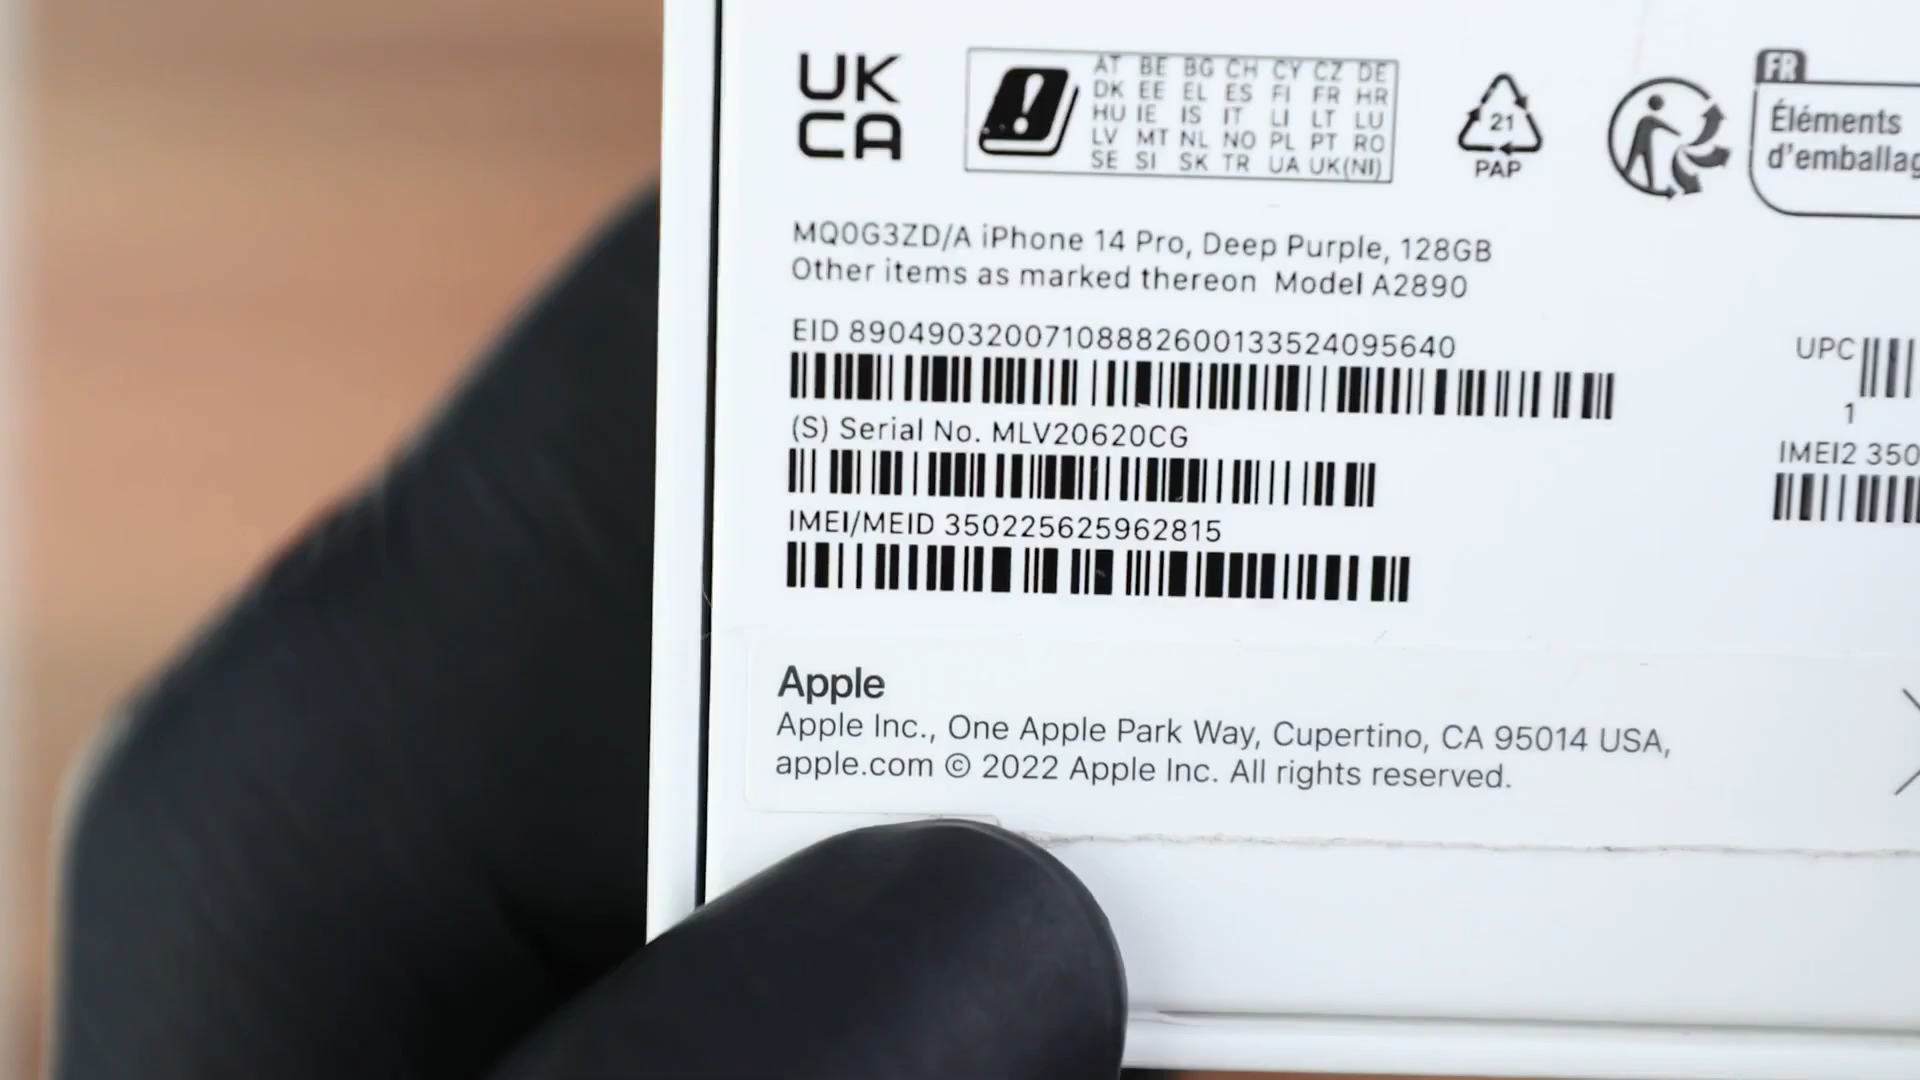 UK
CA
AT BE BG CH CY CZ DE
DK EE EL ES FI FR HR
HU IE IS IT LI LT LU
LV MT NL NO PL PT RO
SE SI SK TR UA UK(NI)
21
PAP
FR
Éléments
d'emballag
MQ0G3ZD/A iPhone 14 Pro, Deep Purple, 128GB
Other items as marked thereon Model A2890
EID 89049032007108882600133524095640
UPC
1
(S) Serial No. MLV20620CG
IMEI2 350
IMEI/MEID 350225625962815
Apple
Apple Inc., One Apple Park Way, Cupertino, CA 95014 USA,
apple.com © 2022 Apple Inc. All rights reserved.